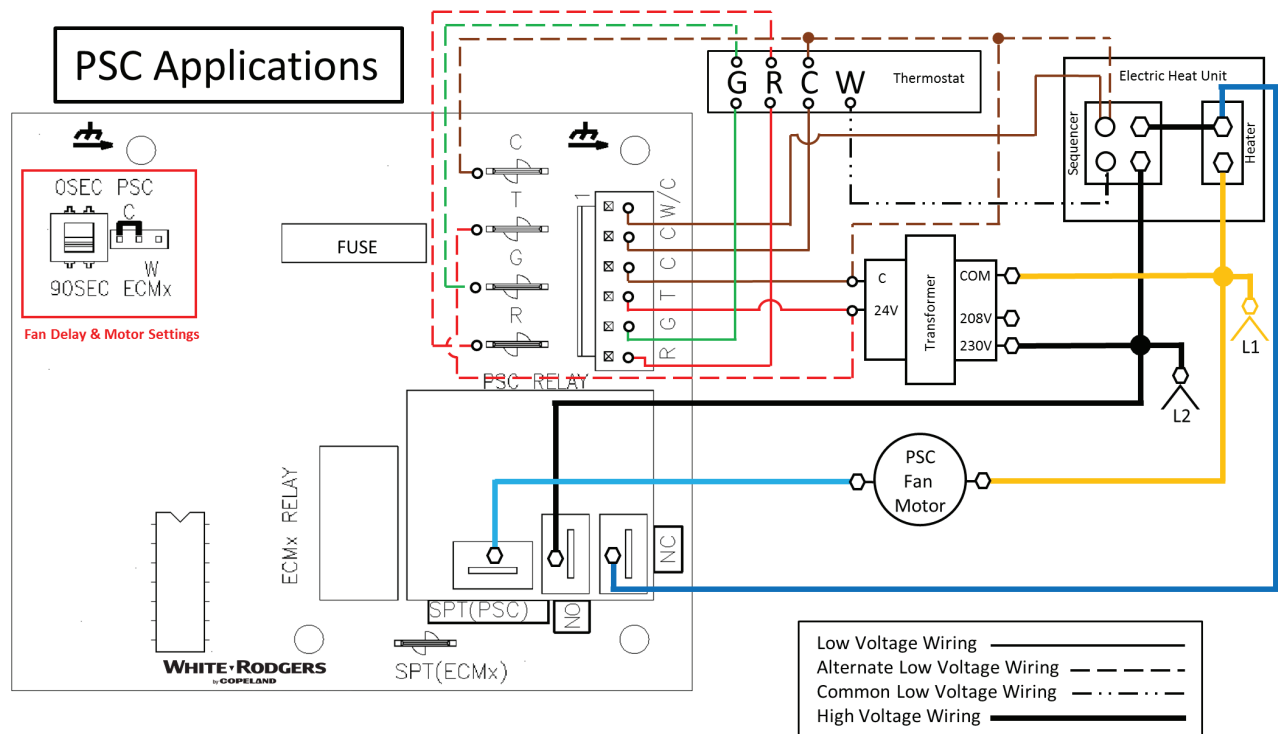 PSC Applications
G R C W
Thermostat
Electric Heat Unit
Sequencer
Heater
0SEC PSC
C
W
90SEC ECMx
Fan Delay & Motor Settings
FUSE
C
T
G
R
1
W/C
C
C
T
G
R
C
24V
Transformer
COM
208V
230V
L1
L2
PSC RELAY
PSC
Fan
Motor
ECMx RELAY
NC
SPT(PSC)
NO
SPT(ECMx)
WHITE-RODGERS
by COPELAND
Low Voltage Wiring
Alternate Low Voltage Wiring
Common Low Voltage Wiring
High Voltage Wiring